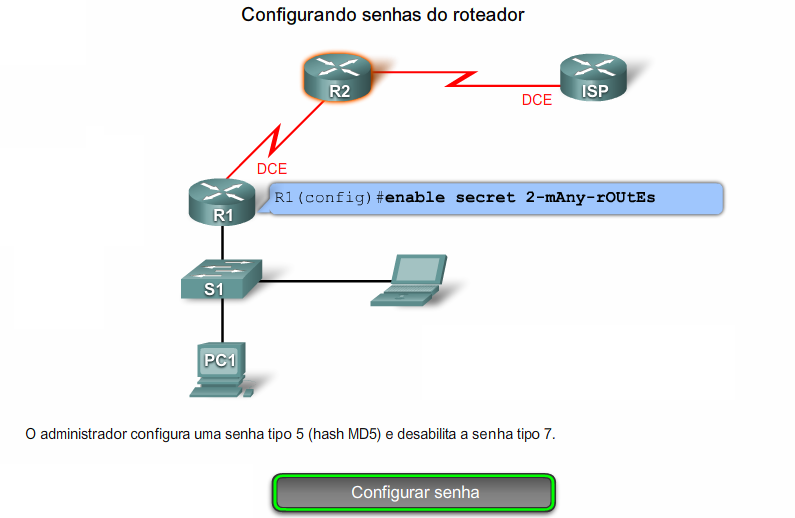 Configurando senhas do roteador
R2
ISP
DCE
DCE
R1(config)#enable secret 2-mAny-rOUtEs
R1
S1
PC1
O administrador configura uma senha tipo 5 (hash MD5) e desabilita a senha tipo 7.
Configurar senha